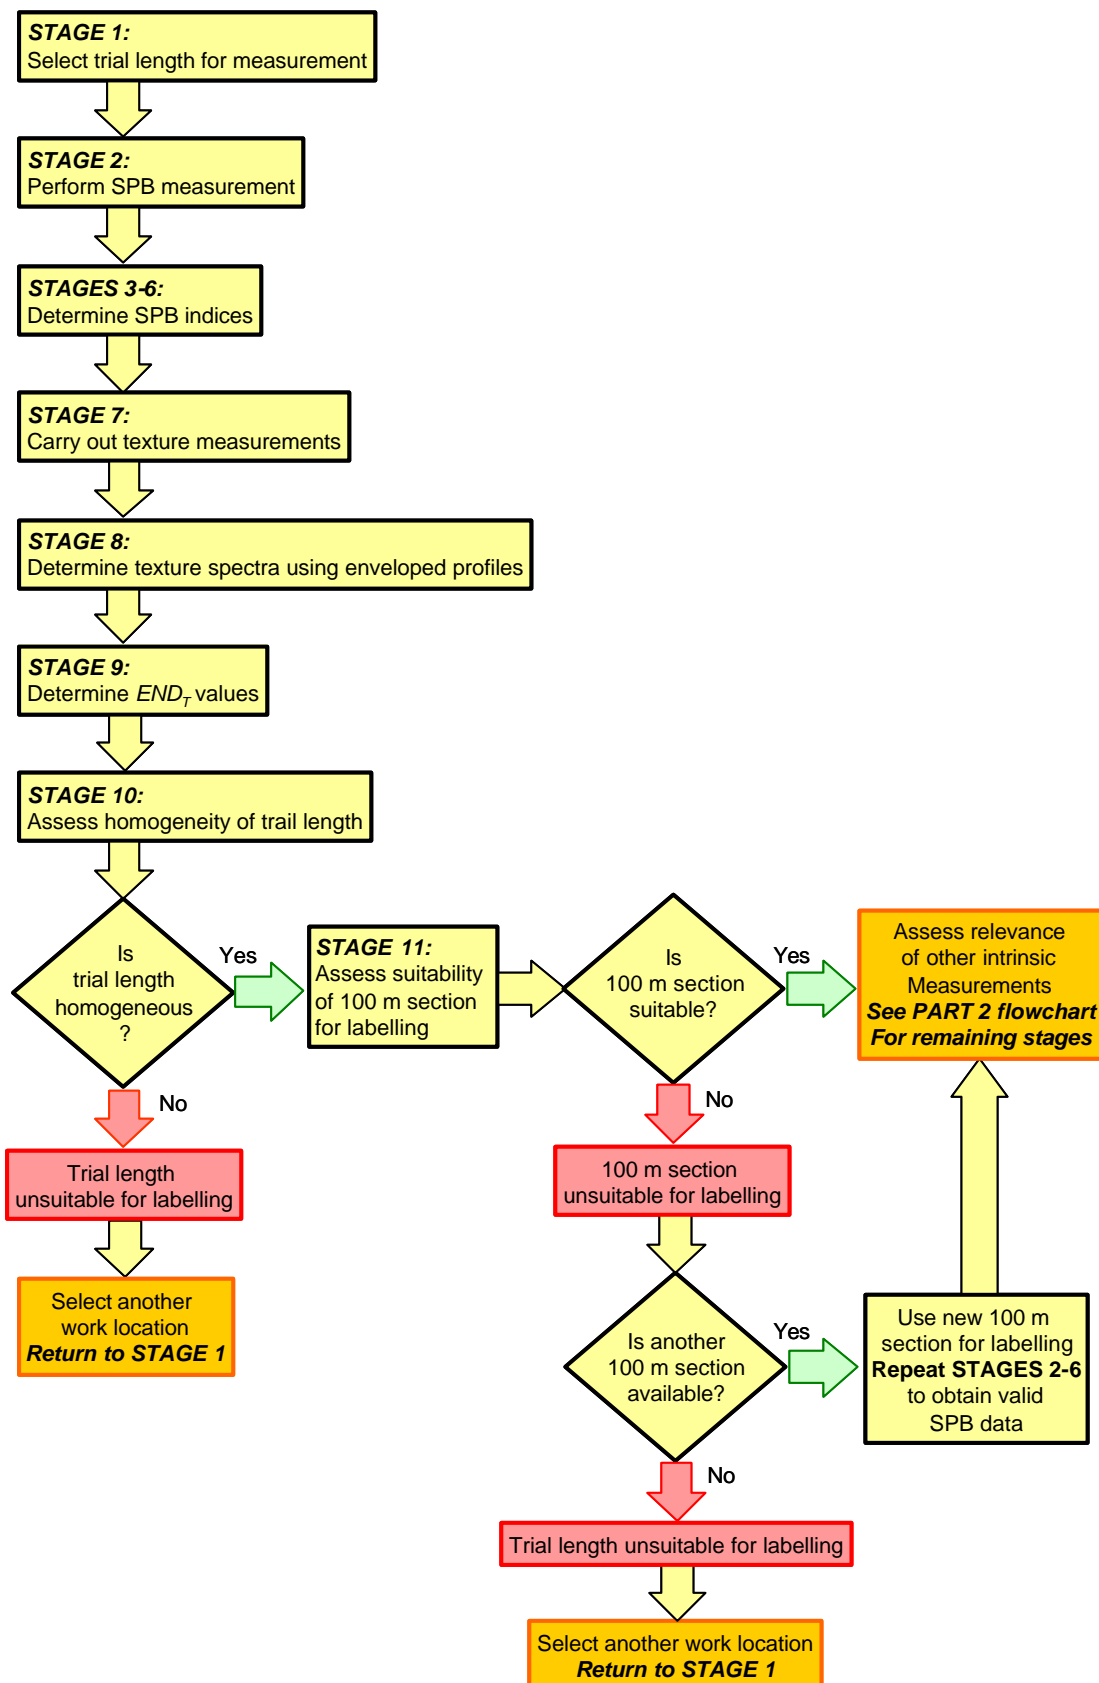 STAGE 1:
Select trial length for measurement
STAGE 2:
Perform SPB measurement
STAGES 3-6:
Determine SPB indices
STAGE 7:
Carry out texture measurements
STAGE 8:
Determine texture spectra using enveloped profiles
STAGE 9:
Determine END_T values
STAGE 10:
Assess homogeneity of trail length
Is
trial length
homogeneous
?
Yes
STAGE 11:
Assess suitability
of 100 m section
for labelling
Is
100 m section
suitable?
Yes
Assess relevance
of other intrinsic
Measurements
See PART 2 flowchart
For remaining stages
No
Trial length
unsuitable for labelling
Select another
work location
Return to STAGE 1
No
100 m section
unsuitable for labelling
Is another
100 m section
available?
Yes
Use new 100 m
section for labelling
Repeat STAGES 2-6
to obtain valid
SPB data
No
Trial length unsuitable for labelling
Select another work location
Return to STAGE 1